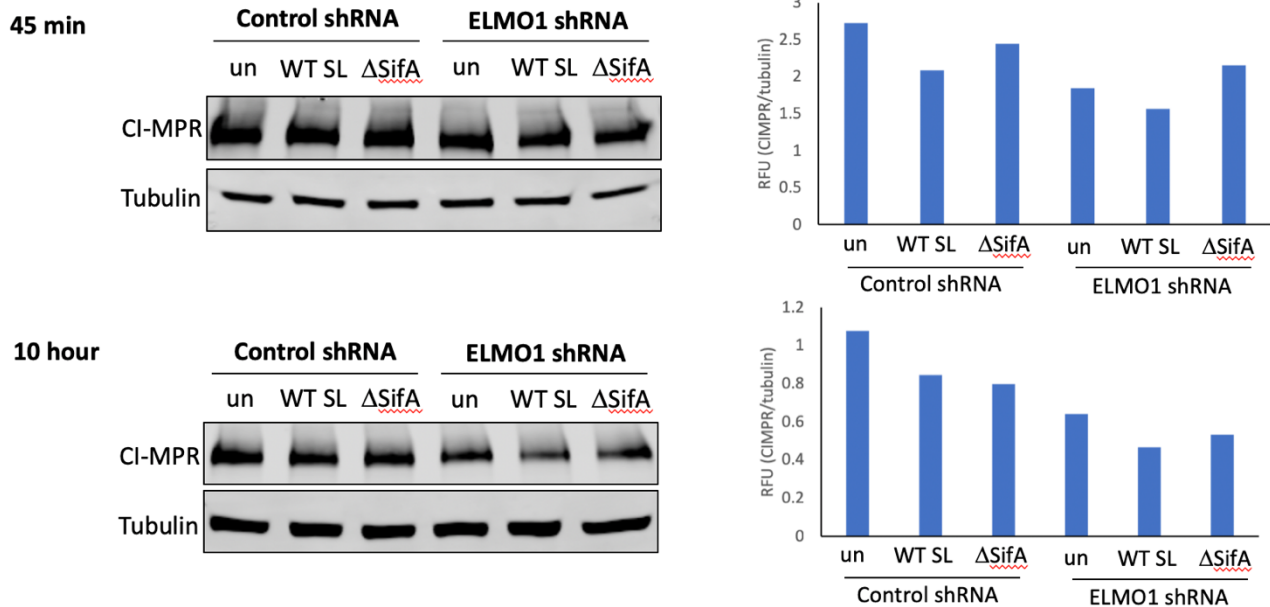 45 min
Control shRNA ELMO1 shRNA
un WT SL ΔSifA un WT SL ΔSifA
CI-MPR
Tubulin
RFU (CIMPR/tubulin)
3
2.5
2
1.5
1
0.5
0
un WT SL ΔSifA un WT SL ΔSifA
Control shRNA ELMO1 shRNA
10 hour
Control shRNA ELMO1 shRNA
un WT SL ΔSifA un WT SL ΔSifA
CI-MPR
Tubulin
RFU (CIMPR/tubulin)
1.2
1
0.8
0.6
0.4
0.2
0
un WT SL ΔSifA un WT SL ΔSifA
Control shRNA ELMO1 shRNA